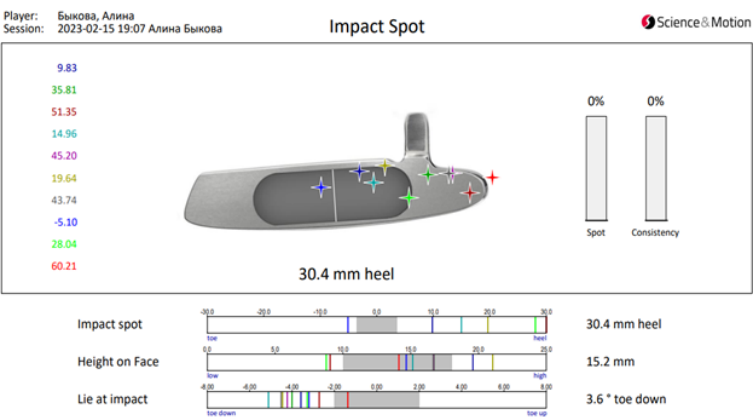 Player: Быкова, Алина
Session: 2023-02-15 19:07 Алина Быкова
Impact Spot
Science&Motion
9.83
35.81
51.35
14.96
45.20
19.64
43.74
-5.10
28.04
60.21
0% 0%
Spot Consistency
30.4 mm heel
-30,0 -20,0 -10,0 0,0 10,0 20,0 30,0
Impact spot 30.4 mm heel
toe heel
0,0 5,0 10,0 15,0 20,0 25,0
Height on Face 15.2 mm
low high
-8,00 -6,00 -4,00 -2,00 0,00 2,00 4,00 6,00 8,00
Lie at impact 3.6 ° toe down
toe down toe up